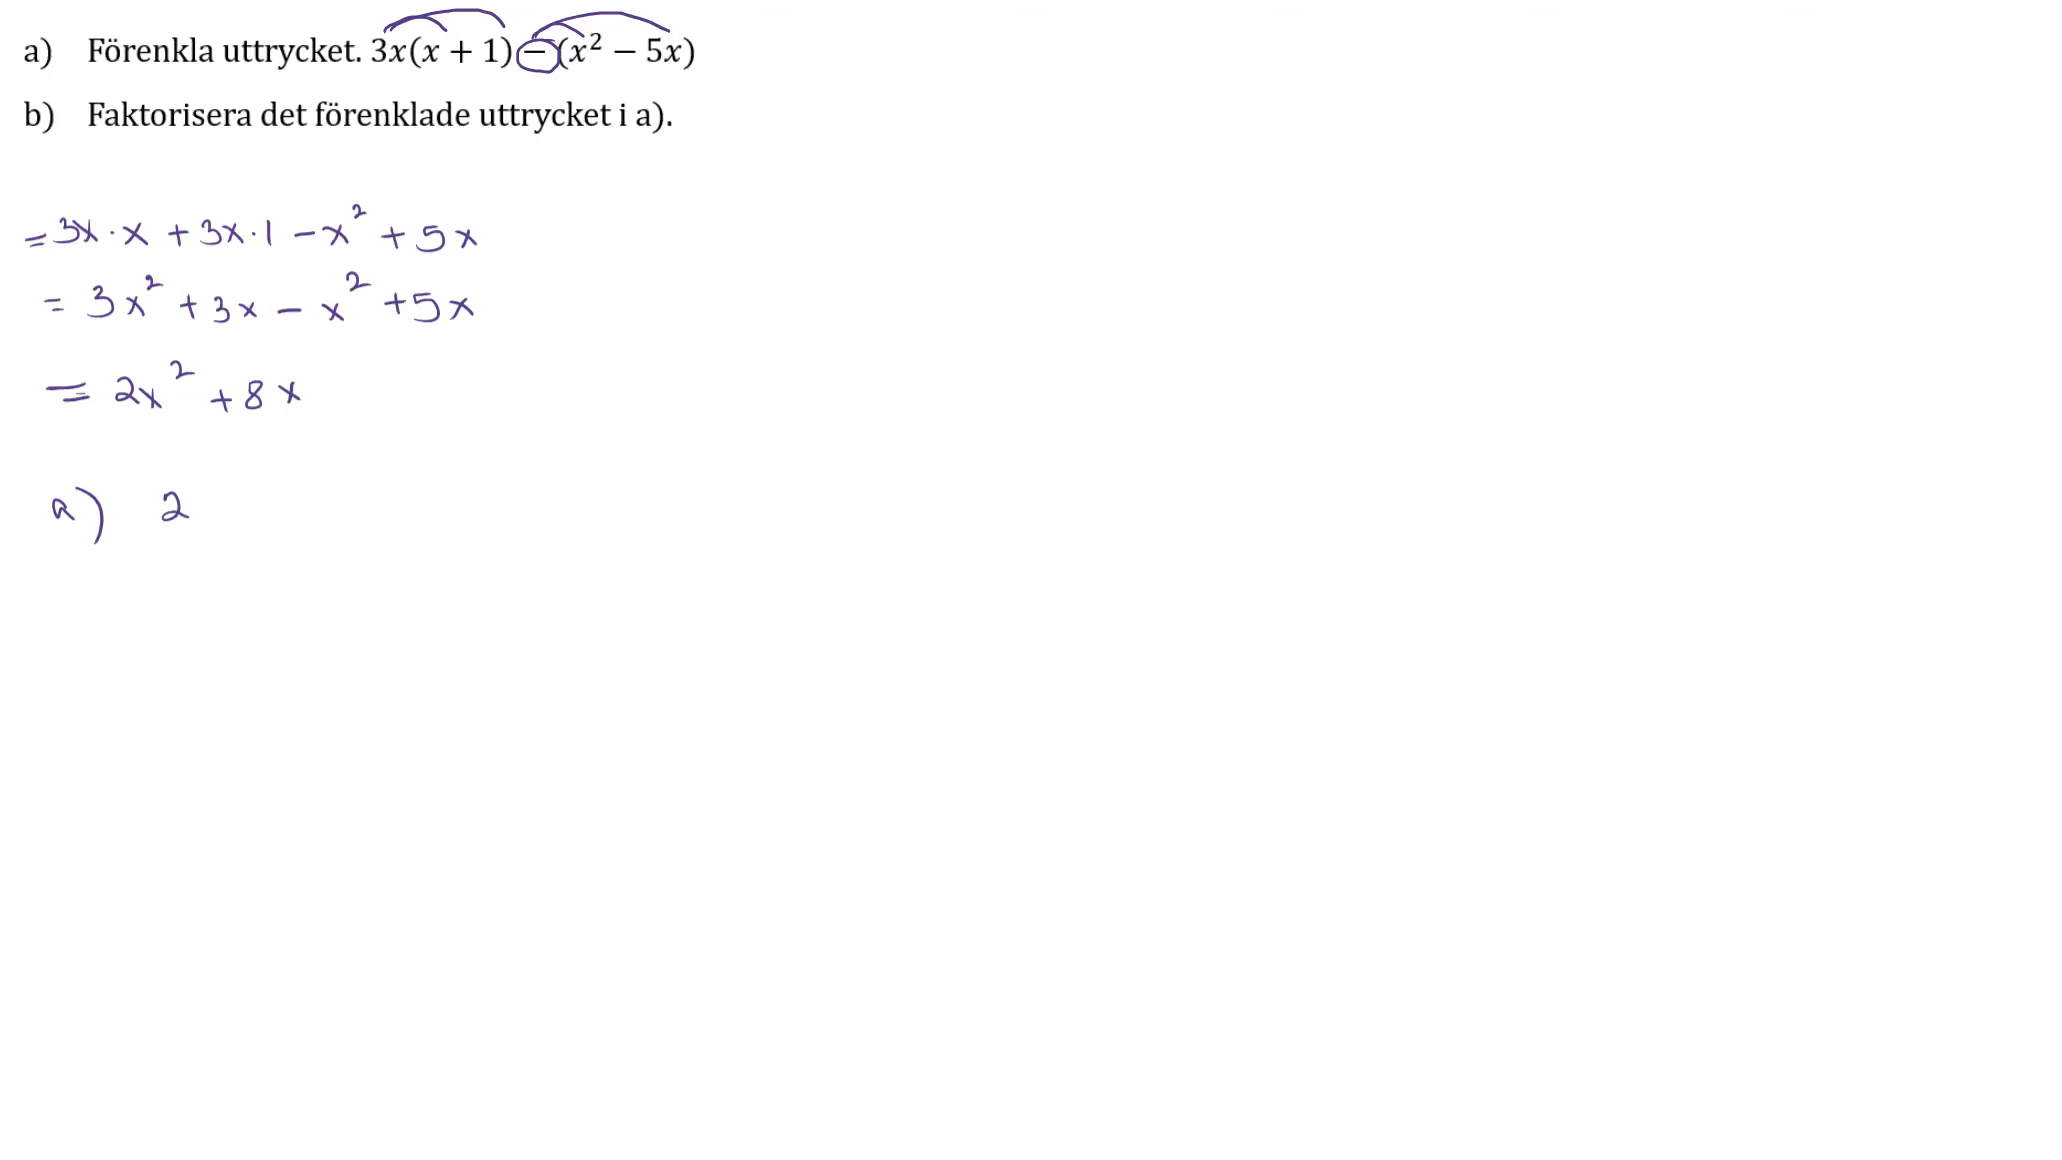 a) Förenkla uttrycket. 3x(x + 1) − (x² − 5x)
b) Faktorisera det förenklade uttrycket i a).
= 3x · x + 3x · 1 − x² + 5x
= 3x² + 3x − x² + 5x
= 2x² + 8x
a) 2